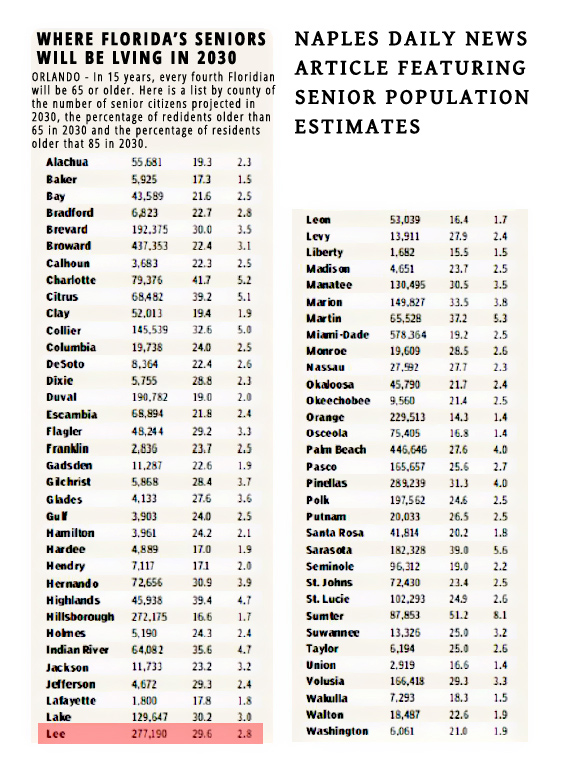 WHERE FLORIDA'S SENIORS
WILL BE LVING IN 2030
ORLANDO - In 15 years, every fourth Floridian
will be 65 or older. Here is a list by county of
the number of senior citizens projected in
2030, the percentage of redidents older than
65 in 2030 and the percentage of residents
older that 85 in 2030.
Alachua 55,681 19.3 2.3
Baker 5,925 17.3 1.5
Bay 43,589 21.6 2.5
Bradford 6,823 22.7 2.8
Brevard 192,375 30.0 3.5
Broward 437,353 22.4 3.1
Calhoun 3,683 22.3 2.5
Charlotte 79,376 41.7 5.2
Citrus 68,482 39.2 5.1
Clay 52,013 19.4 1.9
Collier 145,539 32.6 5.0
Columbia 19,738 24.0 2.5
DeSoto 8,364 22.4 2.6
Dixie 5,755 28.8 2.3
Duval 190,782 19.0 2.0
Escambia 68,894 21.8 2.4
Flagler 48,244 29.2 3.3
Franklin 2,836 23.7 2.5
Gadsden 11,287 22.6 1.9
Gilchrist 5,868 28.4 3.7
Glades 4,133 27.6 3.6
Gulf 3,903 24.0 2.5
Hamilton 3,961 24.2 2.1
Hardee 4,889 17.0 1.9
Hendry 7,117 17.1 2.0
Hernando 72,656 30.9 3.9
Highlands 45,938 39.4 4.7
Hillsborough 272,175 16.6 1.7
Holmes 5,190 24.3 2.4
Indian River 64,082 35.6 4.7
Jackson 11,733 23.2 3.2
Jefferson 4,672 29.3 2.4
Lafayette 1,800 17.8 1.8
Lake 129,647 30.2 3.0
Lee 277,190 29.6 2.8
NAPLES DAILY NEWS
ARTICLE FEATURING
SENIOR POPULATION
ESTIMATES
Leon 53,039 16.4 1.7
Levy 13,911 27.9 2.4
Liberty 1,682 15.5 1.5
Madison 4,651 23.7 2.5
Manatee 130,495 30.5 3.5
Marion 149,827 33.5 3.8
Martin 65,528 37.2 5.3
Miami-Dade 578,364 19.2 2.5
Monroe 19,609 28.5 2.6
Nassau 27,592 27.7 2.3
Okaloosa 45,790 21.7 2.4
Okeechobee 9,560 21.4 2.5
Orange 229,513 14.3 1.4
Osceola 75,405 16.8 1.4
Palm Beach 446,646 27.6 4.0
Pasco 165,657 25.6 2.7
Pinellas 289,239 31.3 4.0
Polk 197,562 24.6 2.5
Putnam 20,033 26.5 2.5
Santa Rosa 41,814 20.2 1.8
Sarasota 182,328 39.0 5.6
Seminole 96,312 19.0 2.2
St. Johns 72,430 23.4 2.5
St. Lucie 102,293 24.9 2.6
Sumter 87,853 51.2 8.1
Suwannee 13,326 25.0 3.2
Taylor 6,194 25.0 2.6
Union 2,919 16.6 1.4
Volusia 166,418 29.3 3.3
Wakulla 7,293 18.3 1.5
Walton 18,487 22.6 1.9
Washington 6,061 21.0 1.9